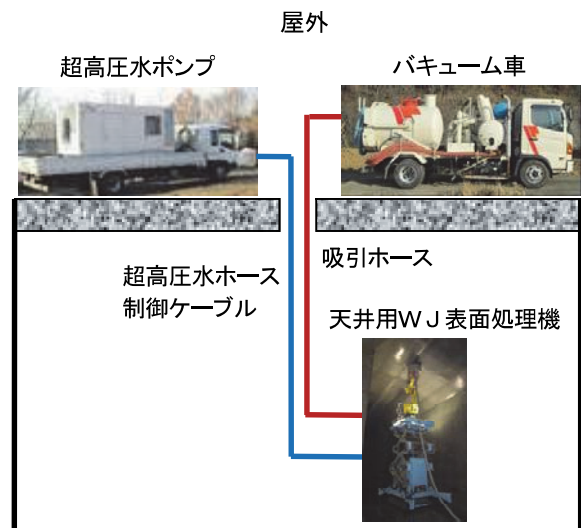 屋外
超高圧水ポンプ
バキューム車
超高圧水ホース
制御ケーブル
吸引ホース
天井用ＷＪ表面処理機